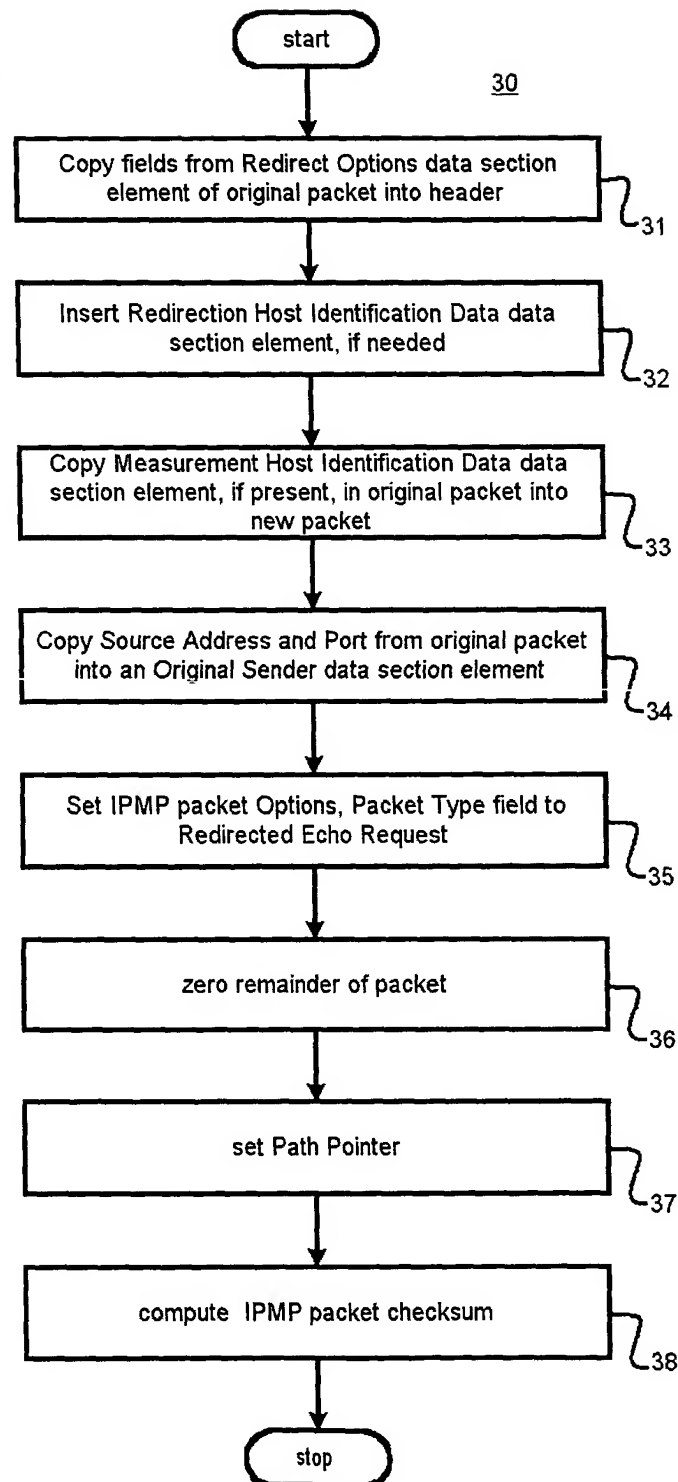 start
30
Copy fields from Redirect Options data section
element of original packet into header
31
Insert Redirection Host Identification Data data
section element, if needed
32
Copy Measurement Host Identification Data data
section element, if present, in original packet into
new packet
33
Copy Source Address and Port from original packet
into an Original Sender data section element
34
Set IPMP packet Options, Packet Type field to
Redirected Echo Request
35
zero remainder of packet
36
set Path Pointer
37
compute IPMP packet checksum
38
stop